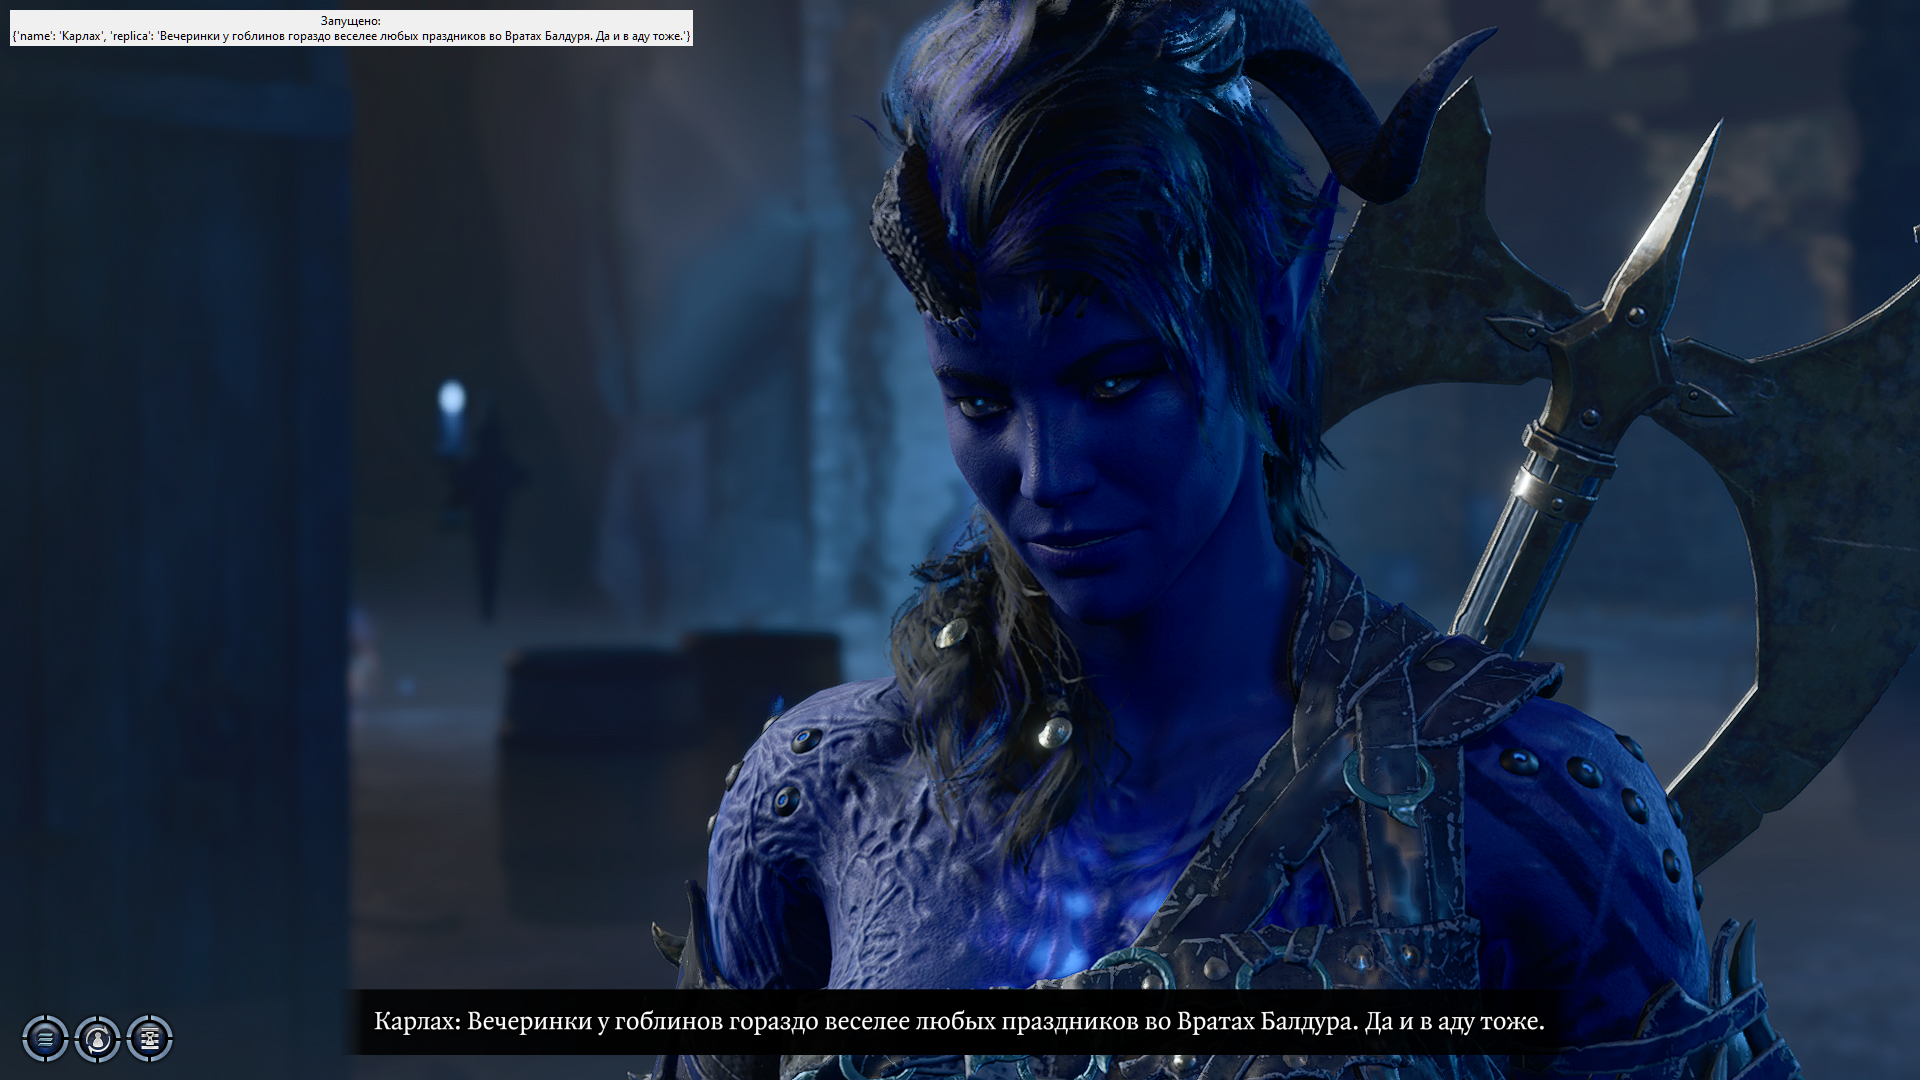 Запущено:
{'name': 'Карлах', 'replica': 'Вечеринки у гоблинов гораздо веселее любых праздников во Вратах Балдуря. Да и в аду тоже.'}
Карлах: Вечеринки у гоблинов гораздо веселее любых праздников во Вратах Балдура. Да и в аду тоже.